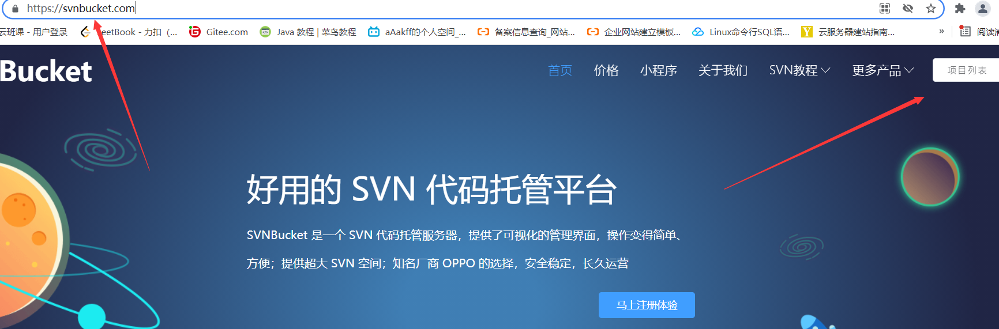 https://svnbucket.com
云班课 - 用户登录 eetBook - 力扣 (... Gitee.com Java 教程 | 菜鸟教程 aAakff的个人空间_... 备案信息查询_网站... 企业网站建立模板... Linux命令行SQL语... 云服务器建站指南... » 阅读清
Bucket 首页 价格 小程序 关于我们 SVN教程 更多产品 项目列表
好用的 SVN 代码托管平台
SVNBucket 是一个 SVN 代码托管服务器，提供了可视化的管理界面，操作变得简单、
方便；提供超大 SVN 空间；知名厂商 OPPO 的选择，安全稳定，长久运营
马上注册体验